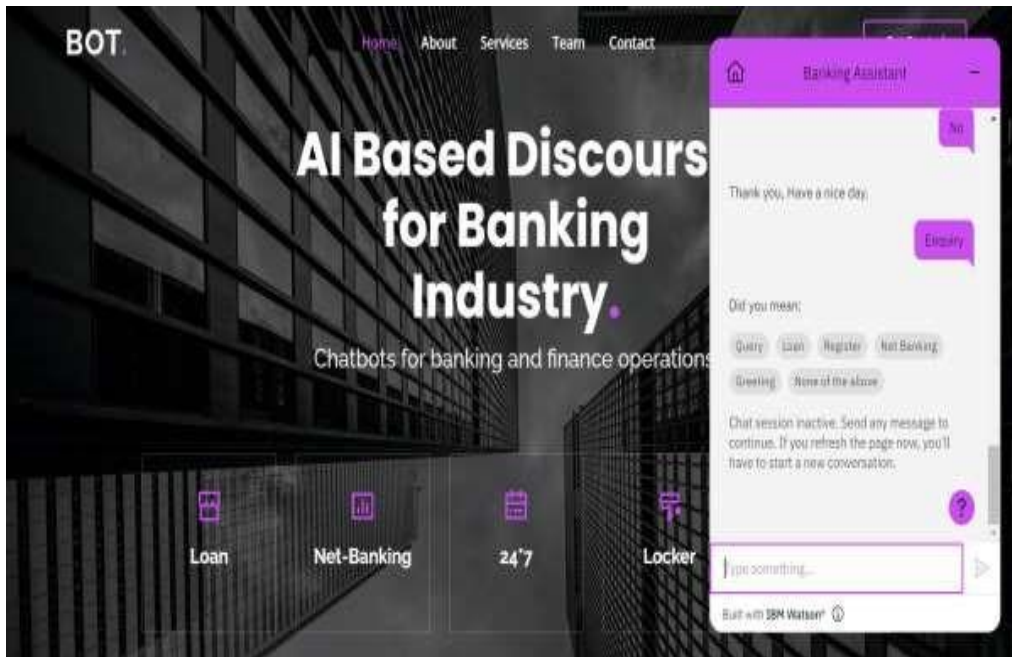 BOT.
Home About Services Team Contact
AI Based Discours
for Banking
Industry.
Chatbots for banking and finance operations
Loan
Net-Banking
24*7
Locker
Banking Assistant
No
Thank you, Have a nice day.
Enquiry
Did you mean:
Query Loan Register Net Banking
Greeting None of the above
Chat session inactive. Send any message to
continue. If you refresh the page now, you'll
have to start a new conversation.
?
Type something...
Built with IBM Watson®